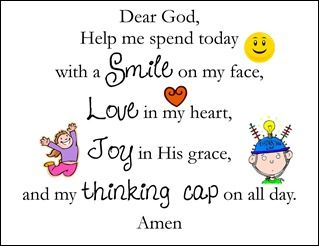 Dear God,
Help me spend today
with a Smile on my face,
Love in my heart,
Joy in His grace,
and my thinking cap on all day.
Amen